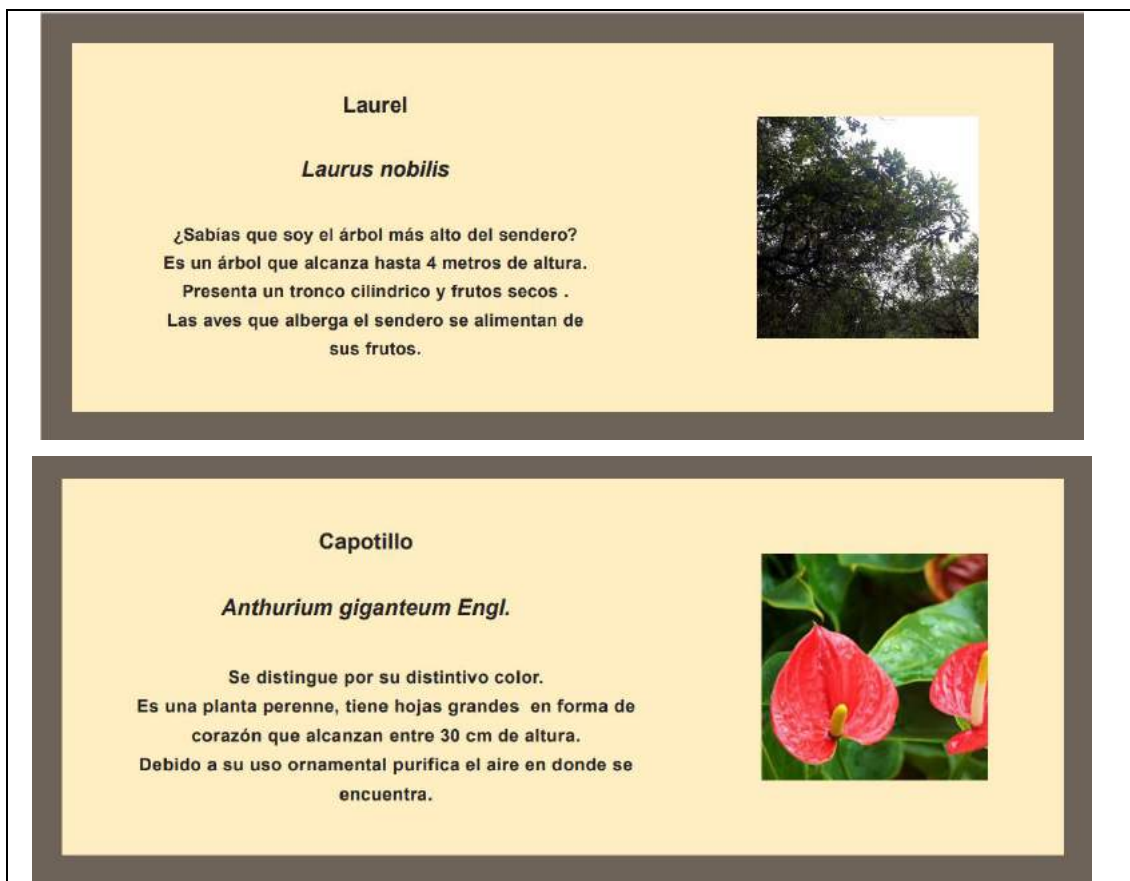 Laurel
Laurus nobilis
¿Sabías que soy el árbol más alto del sendero?
Es un árbol que alcanza hasta 4 metros de altura.
Presenta un tronco cilindrico y frutos secos .
Las aves que alberga el sendero se alimentan de
sus frutos.
Capotillo
Anthurium giganteum Engl.
Se distingue por su distintivo color.
Es una planta perenne, tiene hojas grandes en forma de
corazón que alcanzan entre 30 cm de altura.
Debido a su uso ornamental purifica el aire en donde se
encuentra.